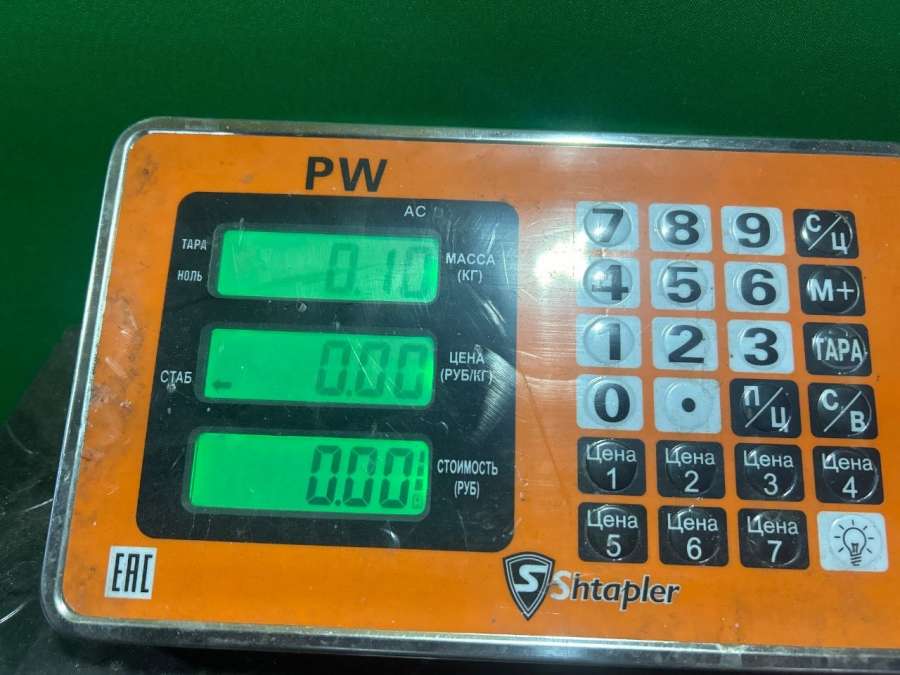 PW
AC
ТАРА
НОЛЬ
0.10
МАССА
(КГ)
СТАБ
0.00
ЦЕНА
(РУБ/КГ)
0.00
СТОИМОСТЬ
(РУБ)
7 8 9 С/Ц
4 5 6 М+
1 2 3 ТАРА
0 . П/Ц С/В
Цена 1 Цена 2 Цена 3 Цена 4
Цена 5 Цена 6 Цена 7
EAC
S Shtapler